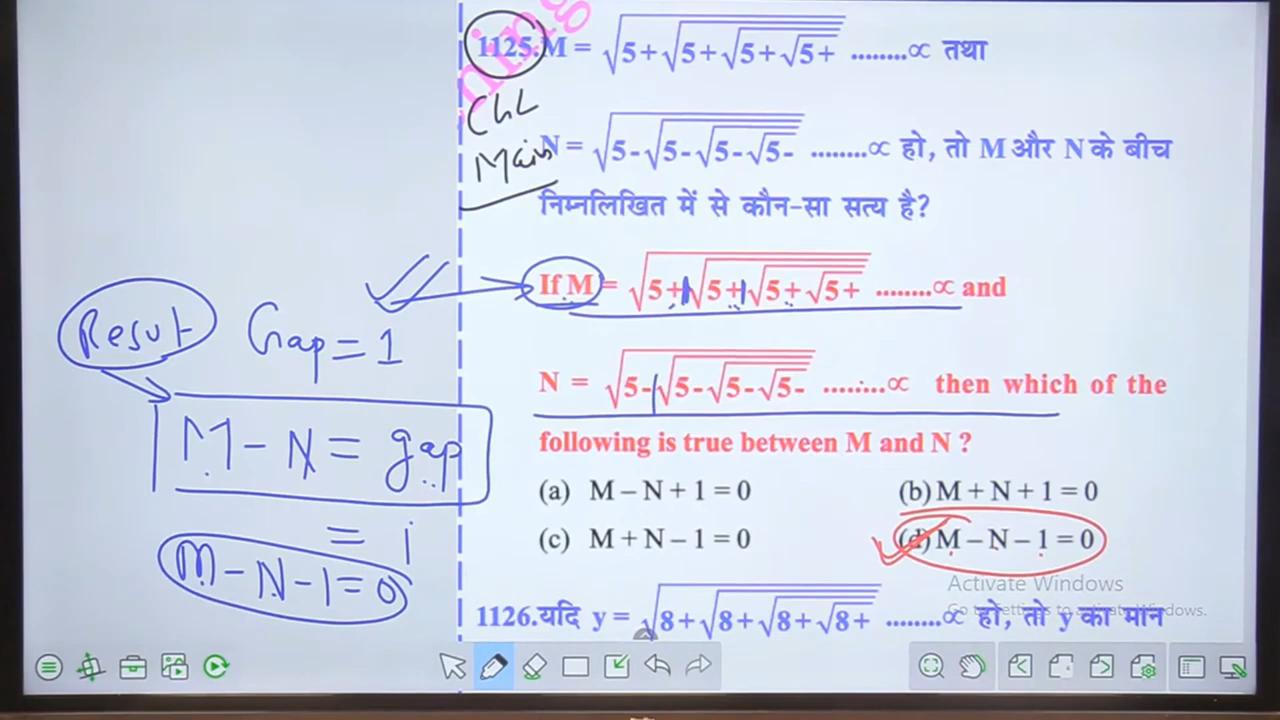 1125. M = √5+√5+√5+√5+ ........∝ तथा
CGL
Mains
N = √5-√5-√5-√5- ........∝ हो, तो M और N के बीच
निम्नलिखित में से कौन-सा सत्य है?
If M = √5+√5+√5+√5+ ........∝ and
N = √5-√5-√5-√5- ........∝ then which of the
following is true between M and N ?
(a) M – N + 1 = 0 (b) M + N + 1 = 0
(c) M + N – 1 = 0 (d) M – N – 1 = 0
Resut Gap = 1
M - N = gap
= 1
M - N - 1 = 0
Activate Windows
1126. यदि y = √8+√8+√8+√8+ ........∝ हो, तो y का मान